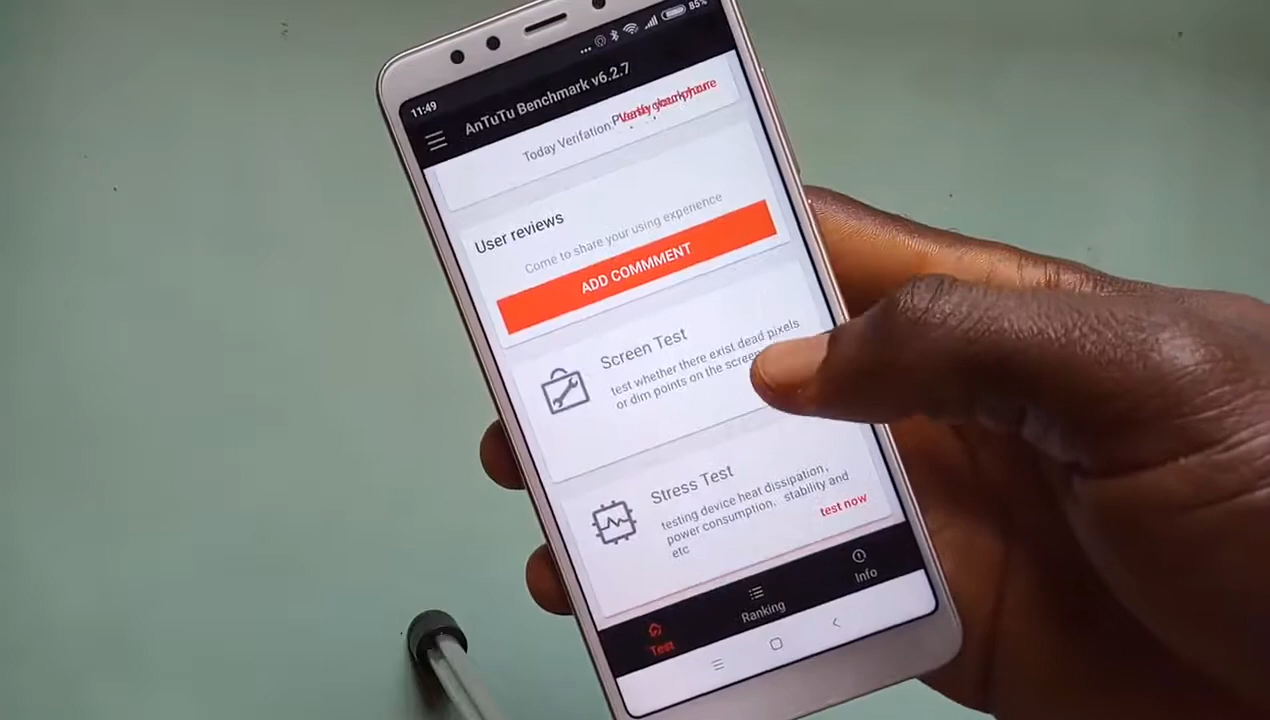 85%
11:49
AnTuTu Benchmark v6.2.7
Today Verifation:
User reviews
Come to share your using experience
ADD COMMMENT
Screen Test
test whether there exist dead pixels
or dim points on the screen
Stress Test
testing device heat dissipation,
power consumption, stability and
etc
test now
Test
Ranking
Info